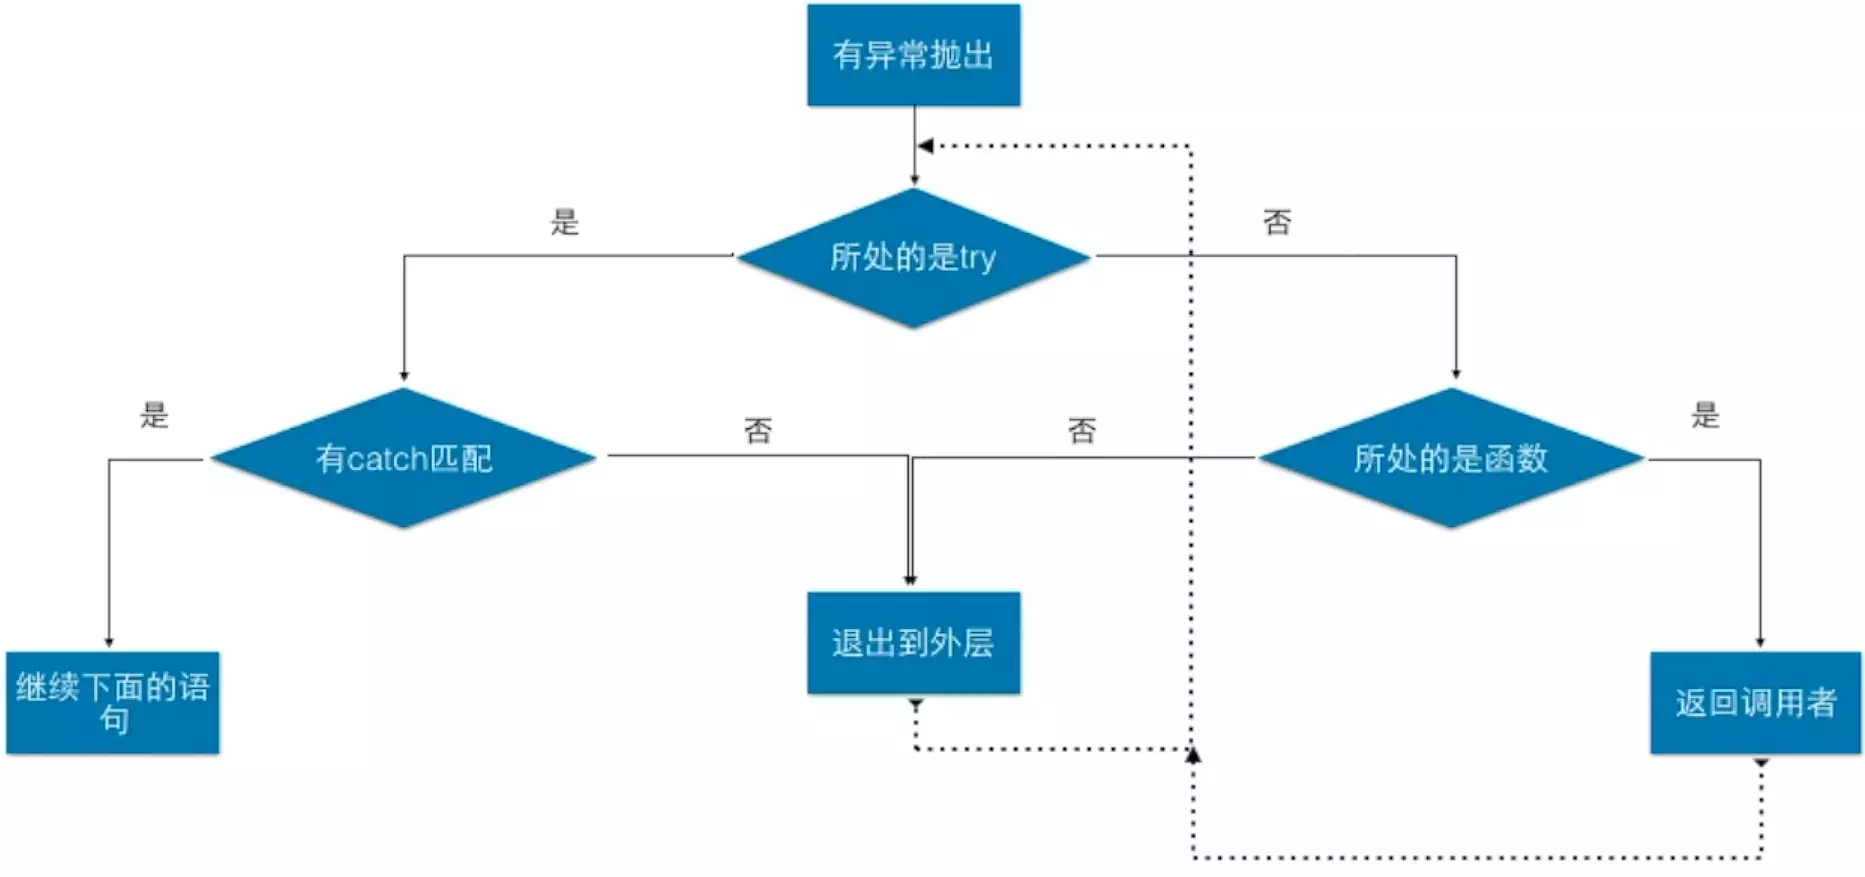 有异常抛出
是
否
所处的是try
是
否
否
是
有catch匹配
所处的是函数
退出到外层
继续下面的语
句
返回调用者